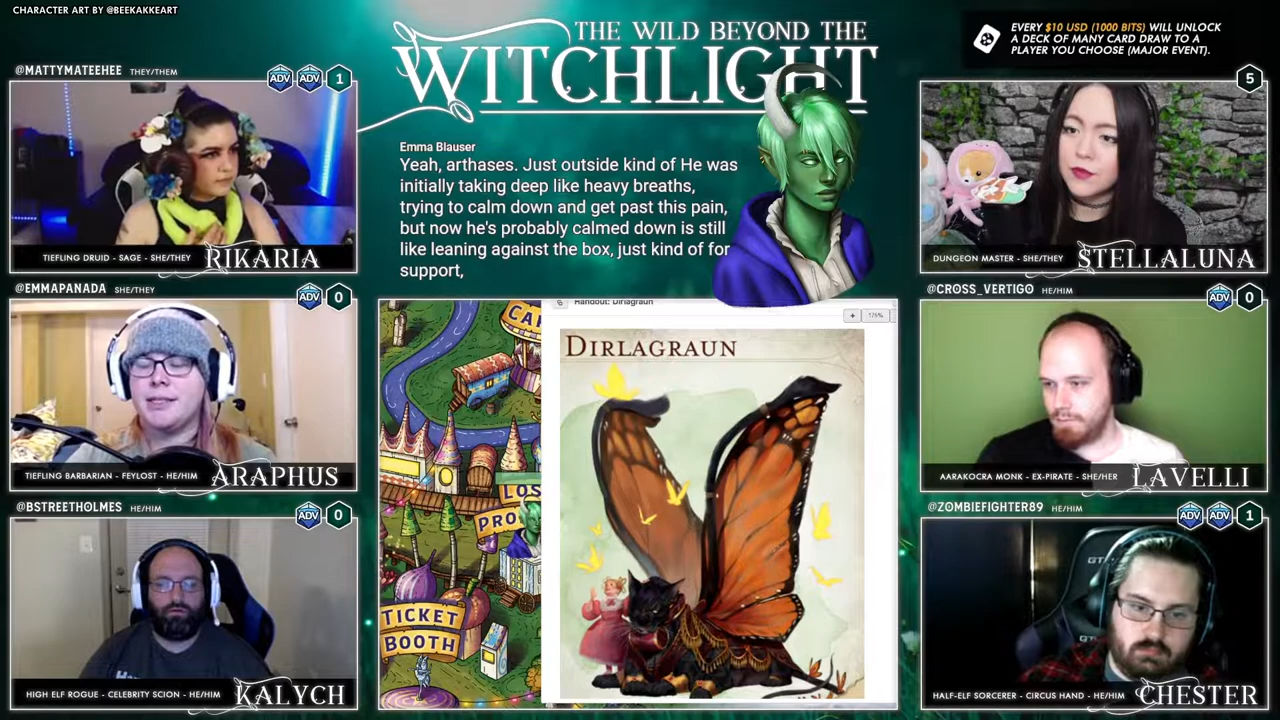 CHARACTER ART BY @BEEKAKKEART
THE WILD BEYOND THE
WITCHLIGHT
EVERY $10 USD (1000 BITS) WILL UNLOCK
A DECK OF MANY CARD DRAW TO A
PLAYER YOU CHOOSE (MAJOR EVENT).
@MATTYMATEEHEE THEY/THEM
ADV ADV 1
TIEFLING DRUID - SAGE - SHE/THEY RIKARIA
Emma Blauser
Yeah, arthases. Just outside kind of He was
initially taking deep like heavy breaths,
trying to calm down and get past this pain,
but now he's probably calmed down is still
like leaning against the box, just kind of for
support,
5
DUNGEON MASTER - SHE/THEY STELLALUNA
@EMMAPANADA SHE/THEY
ADV 0
TIEFLING BARBARIAN - FEYLOST - HE/HIM ARAPHUS
@BSTREETHOLMES HE/HIM
ADV 0
HIGH ELF ROGUE - CELEBRITY SCION - HE/HIM KALYCH
Handout: Dirlagraun
+ 175%
DIRLAGRAUN
CA
LOS
PRO
TICKET
BOOTH
@CROSS_VERTIGO HE/HIM
ADV 0
AARAKOCRA MONK - EX-PIRATE - SHE/HER LAVELLI
@ZOMBIEFIGHTER89 HE/HIM
ADV ADV 1
GT
HALF-ELF SORCERER - CIRCUS HAND - HE/HIM CHESTER